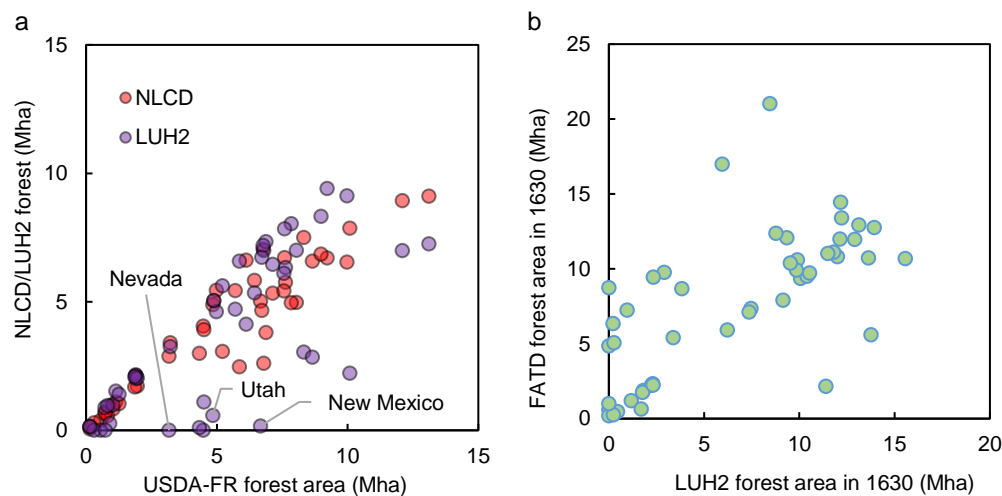 a
15
10
5
0
NLCD/LUH2 forest (Mha)
NLCD
LUH2
Nevada
Utah
New Mexico
0 5 10 15
USDA-FR forest area (Mha)
b
25
20
15
10
5
0
FATD forest area in 1630 (Mha)
0 5 10 15 20
LUH2 forest area in 1630 (Mha)